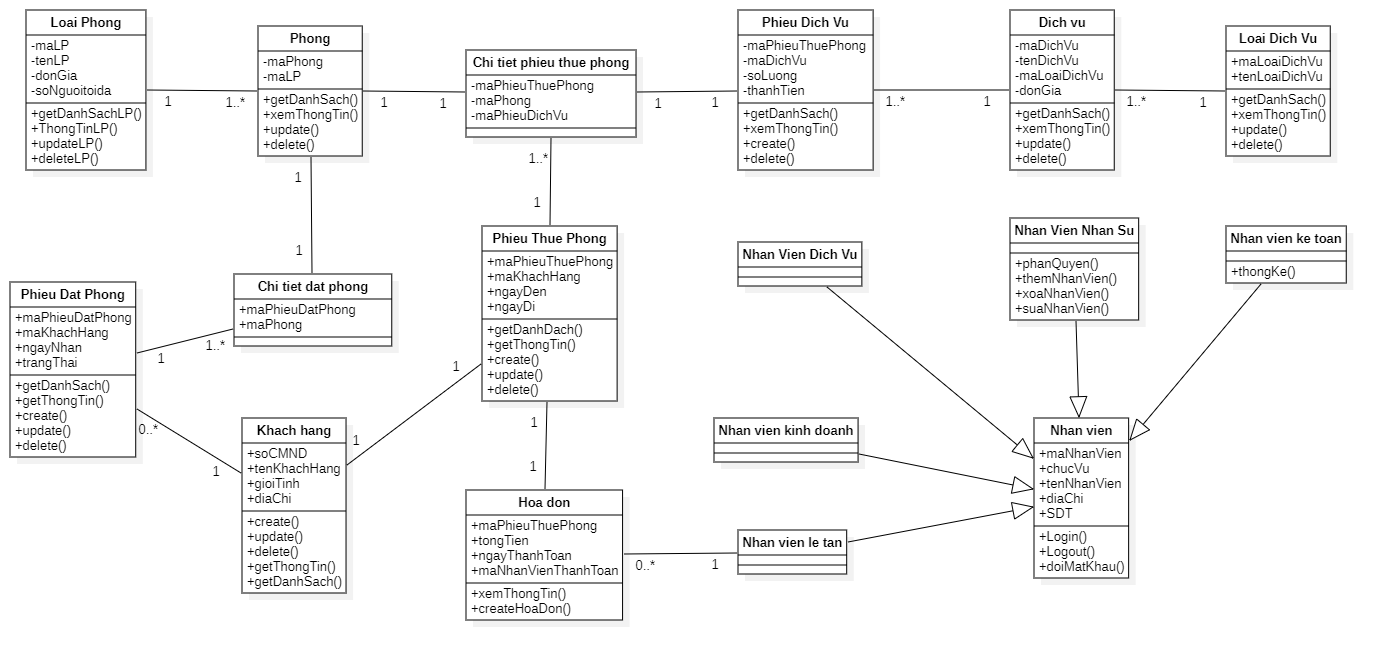 Loai Phong
-maLP
-tenLP
-donGia
-soNguoitoida
+getDanhSachLP()
+ThongTinLP()
+updateLP()
+deleteLP()
1
1..*
Phong
-maPhong
-maLP
+getDanhSach()
+xemThongTin()
+update()
+delete()
1
1
Chi tiet phieu thue phong
-maPhieuThuePhong
-maPhong
-maPhieuDichVu
1
1
Phieu Dich Vu
-maPhieuThuePhong
-maDichVu
-soLuong
-thanhTien
+getDanhSach()
+xemThongTin()
+create()
+delete()
1..*
1
Dich vu
-maDichVu
-tenDichVu
-maLoaiDichVu
-donGia
+getDanhSach()
+xemThongTin()
+update()
+delete()
1..*
1
Loai Dich Vu
+maLoaiDichVu
+tenLoaiDichVu
+getDanhSach()
+xemThongTin()
+update()
+delete()
1
1
1..*
1
Phieu Dat Phong
+maPhieuDatPhong
+maKhachHang
+ngayNhan
+trangThai
+getDanhSach()
+getThongTin()
+create()
+update()
+delete()
1
1..*
Chi tiet dat phong
+maPhieuDatPhong
+maPhong
Phieu Thue Phong
+maPhieuThuePhong
+maKhachHang
+ngayDen
+ngayDi
+getDanhDach()
+getThongTin()
+create()
+update()
+delete()
Nhan Vien Dich Vu
Nhan Vien Nhan Su
+phanQuyen()
+themNhanVien()
+xoaNhanVien()
+suaNhanVien()
Nhan vien ke toan
+thongKe()
0..*
1
Khach hang
+soCMND
+tenKhachHang
+gioiTinh
+diaChi
+create()
+update()
+delete()
+getThongTin()
+getDanhSach()
1
1
1
1
Hoa don
+maPhieuThuePhong
+tongTien
+ngayThanhToan
+maNhanVienThanhToan
+xemThongTin()
+createHoaDon()
0..*
1
Nhan vien kinh doanh
Nhan vien le tan
Nhan vien
+maNhanVien
+chucVu
+tenNhanVien
+diaChi
+SDT
+Login()
+Logout()
+doiMatKhau()